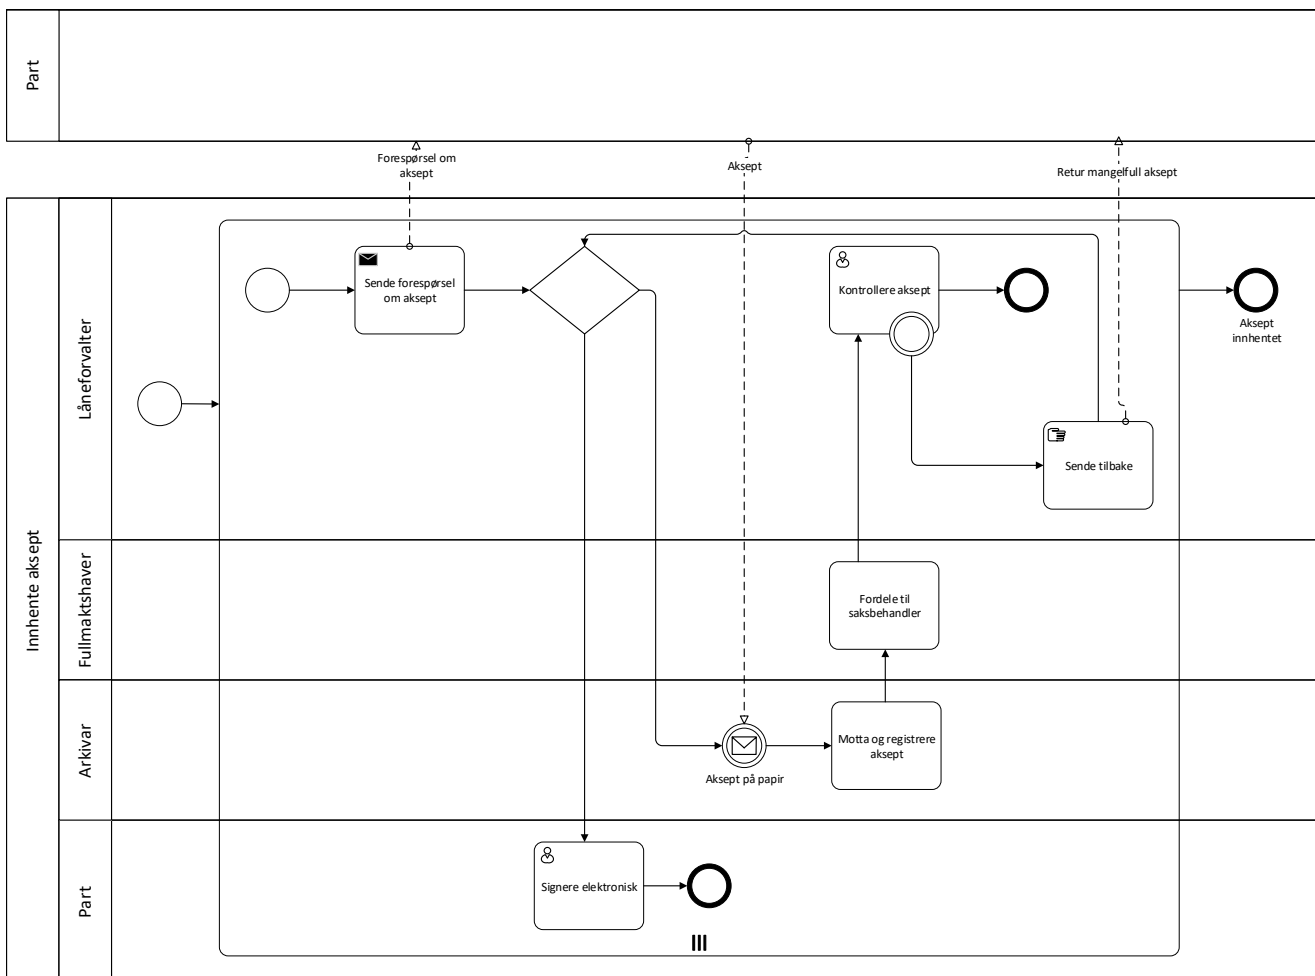 Part
Forespørsel om
aksept
Aksept
Retur mangelfull aksept
Innhente aksept
Låneforvalter
Sende forespørsel
om aksept
Kontrollere aksept
Aksept
innhentet
Sende tilbake
Fullmaktshaver
Fordele til
saksbehandler
Arkivar
Motta og registrere
aksept
Aksept på papir
Part
Signere elektronisk